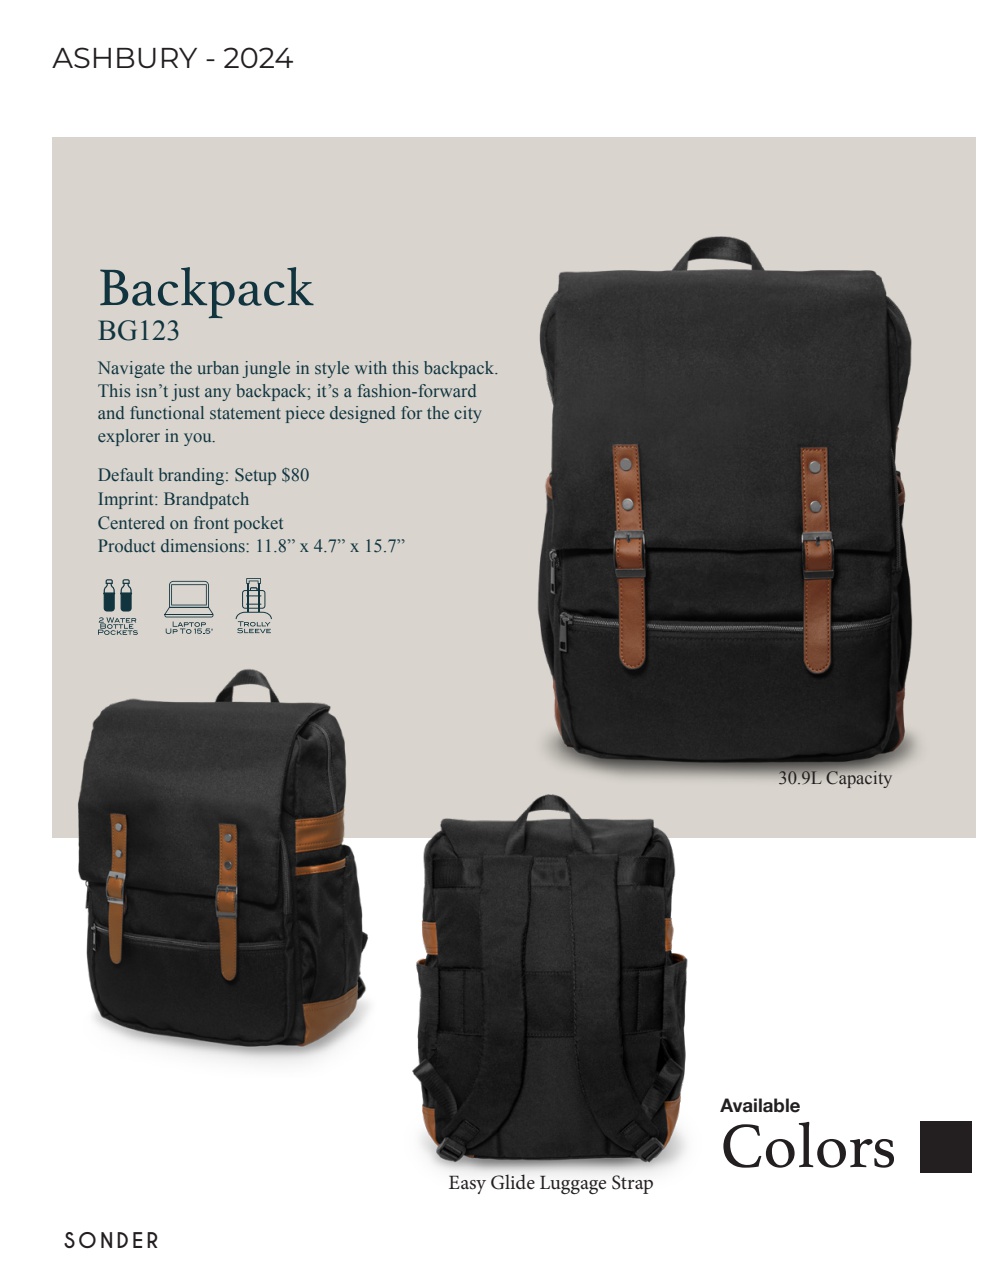 ASHBURY - 2024
Backpack
BG123
Navigate the urban jungle in style with this backpack.
This isn’t just any backpack; it’s a fashion-forward
and functional statement piece designed for the city
explorer in you.
Default branding: Setup $80
Imprint: Brandpatch
Centered on front pocket
Product dimensions: 11.8” x 4.7” x 15.7”
2 WATER
BOTTLE
POCKETS
LAPTOP
UP TO 15.5'
TROLLY
SLEEVE
30.9L Capacity
Easy Glide Luggage Strap
Available
Colors
SONDER